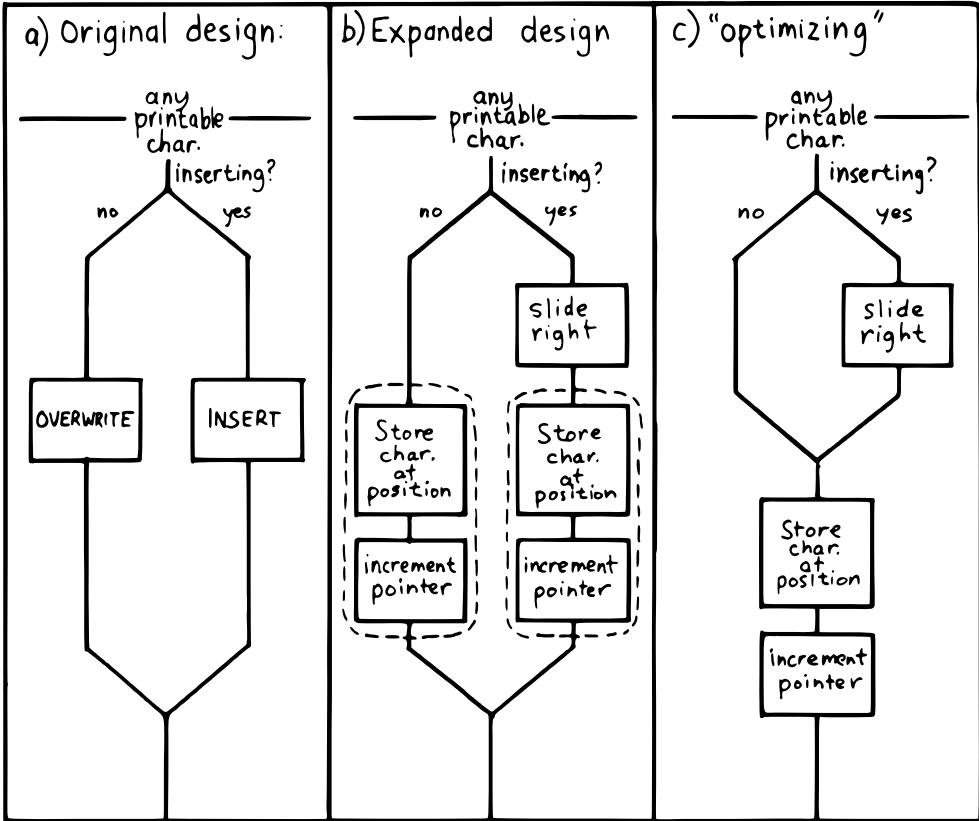 a) Original design:
any
printable
char.
inserting?
no
yes
OVERWRITE
INSERT
b) Expanded design
any
printable
char.
inserting?
no
yes
slide
right
Store
char.
at
position
increment
pointer
Store
char.
at
position
increment
pointer
c) "optimizing"
any
printable
char.
inserting?
no
yes
slide
right
Store
char.
at
position
increment
pointer